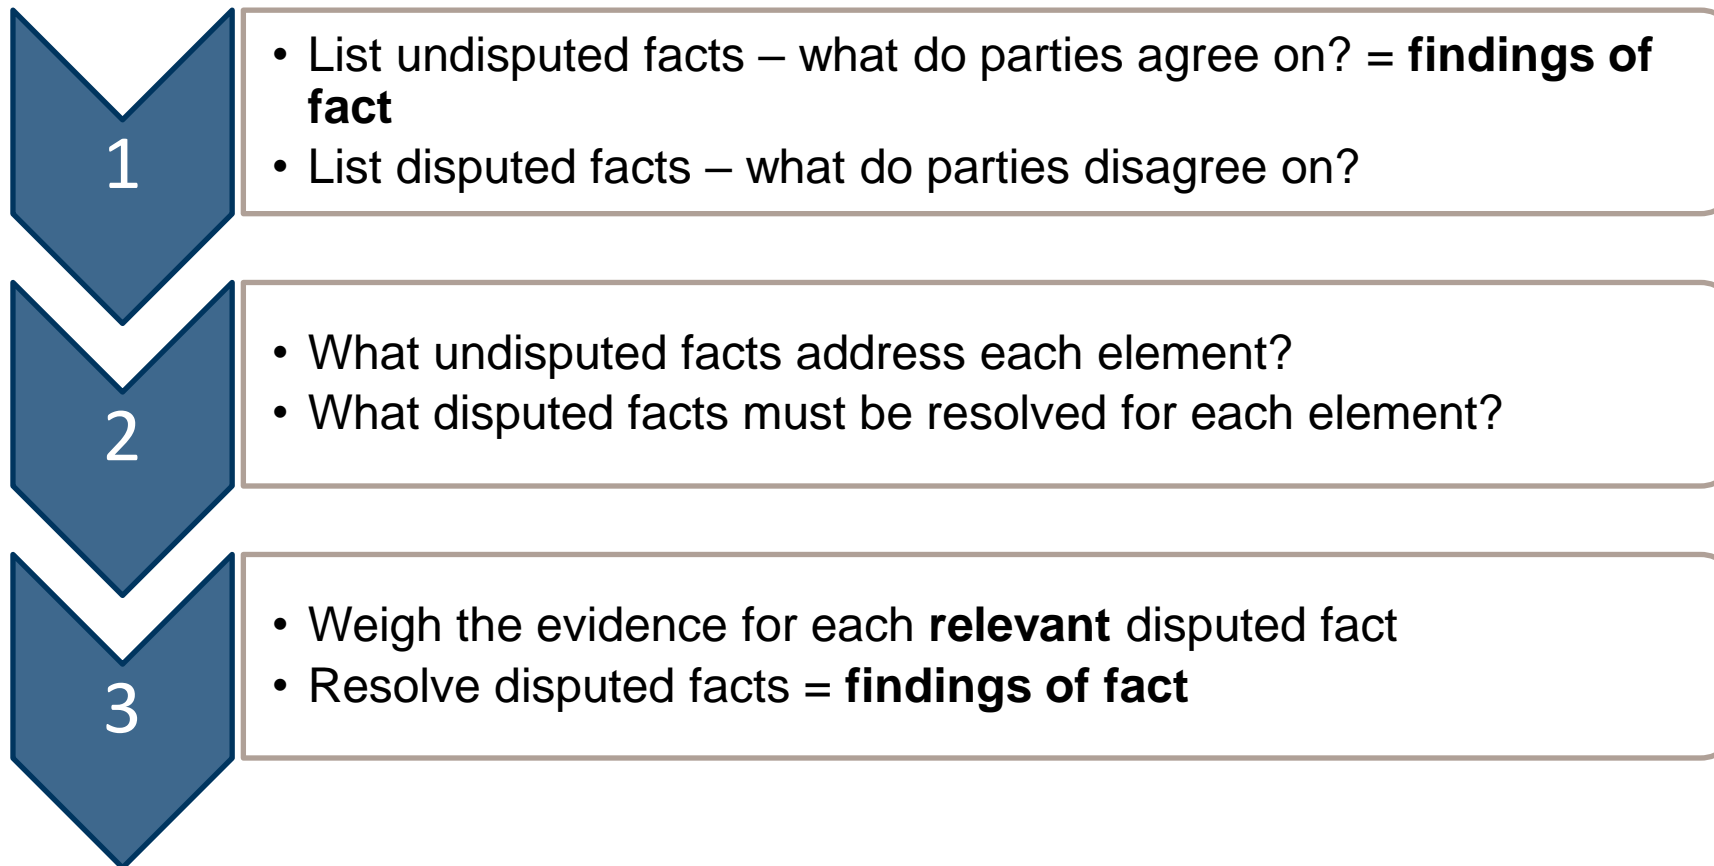 1
• List undisputed facts – what do parties agree on? = findings of
fact
• List disputed facts – what do parties disagree on?
2
• What undisputed facts address each element?
• What disputed facts must be resolved for each element?
3
• Weigh the evidence for each relevant disputed fact
• Resolve disputed facts = findings of fact